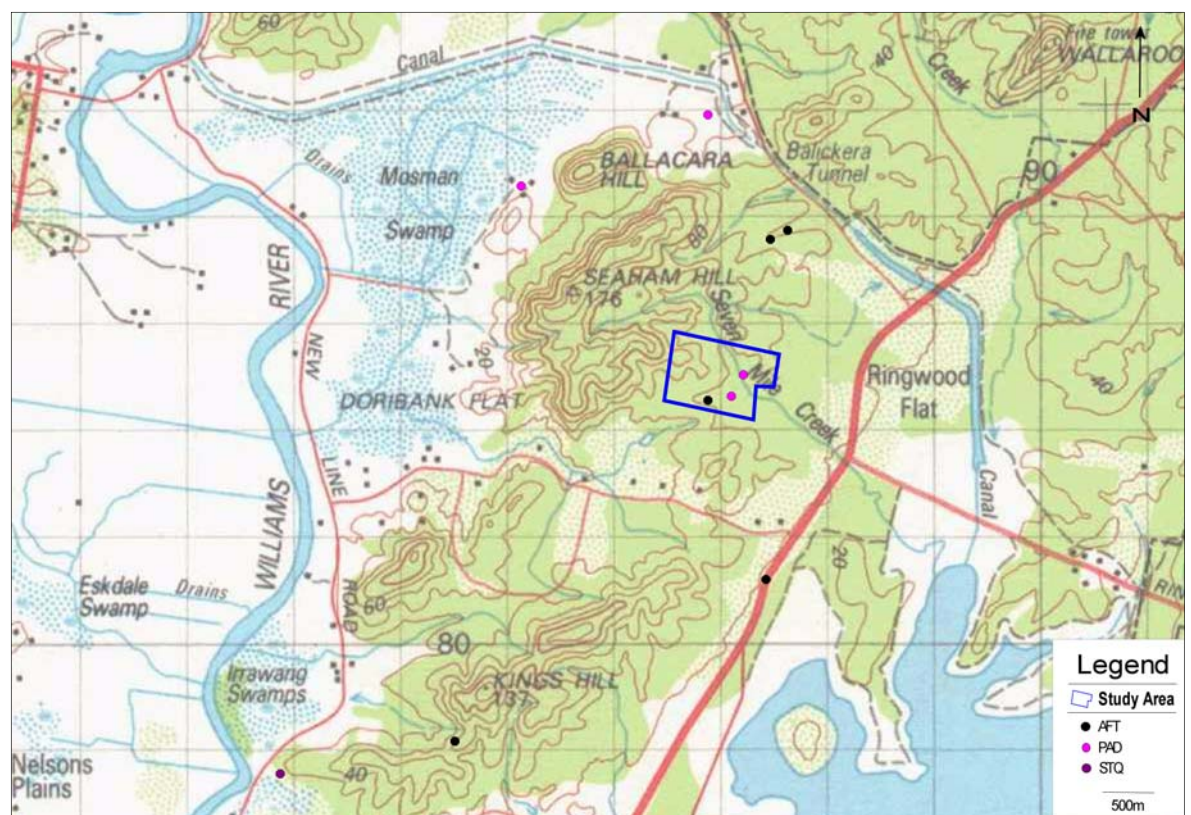 60
Canal
Fire tower
WALLAROO
40
Creek
N
Drains
Mosman
Swamp
BALLACARA
HILL
Balickera
Tunnel
90
80
SEAHAM HILL
176
RIVER
NEW
Seven
Mile
Creek
20
Ringwood
Flat
40
DORIBANK FLAT
LINE
WILLIAMS
Canal
Eskdale
Swamp
Drains
ROAD
60
20
80
Irrawang
Swamps
KINGS HILL
137
Nelsons
Plains
40
Legend
Study Area
AFT
PAD
STQ
500m